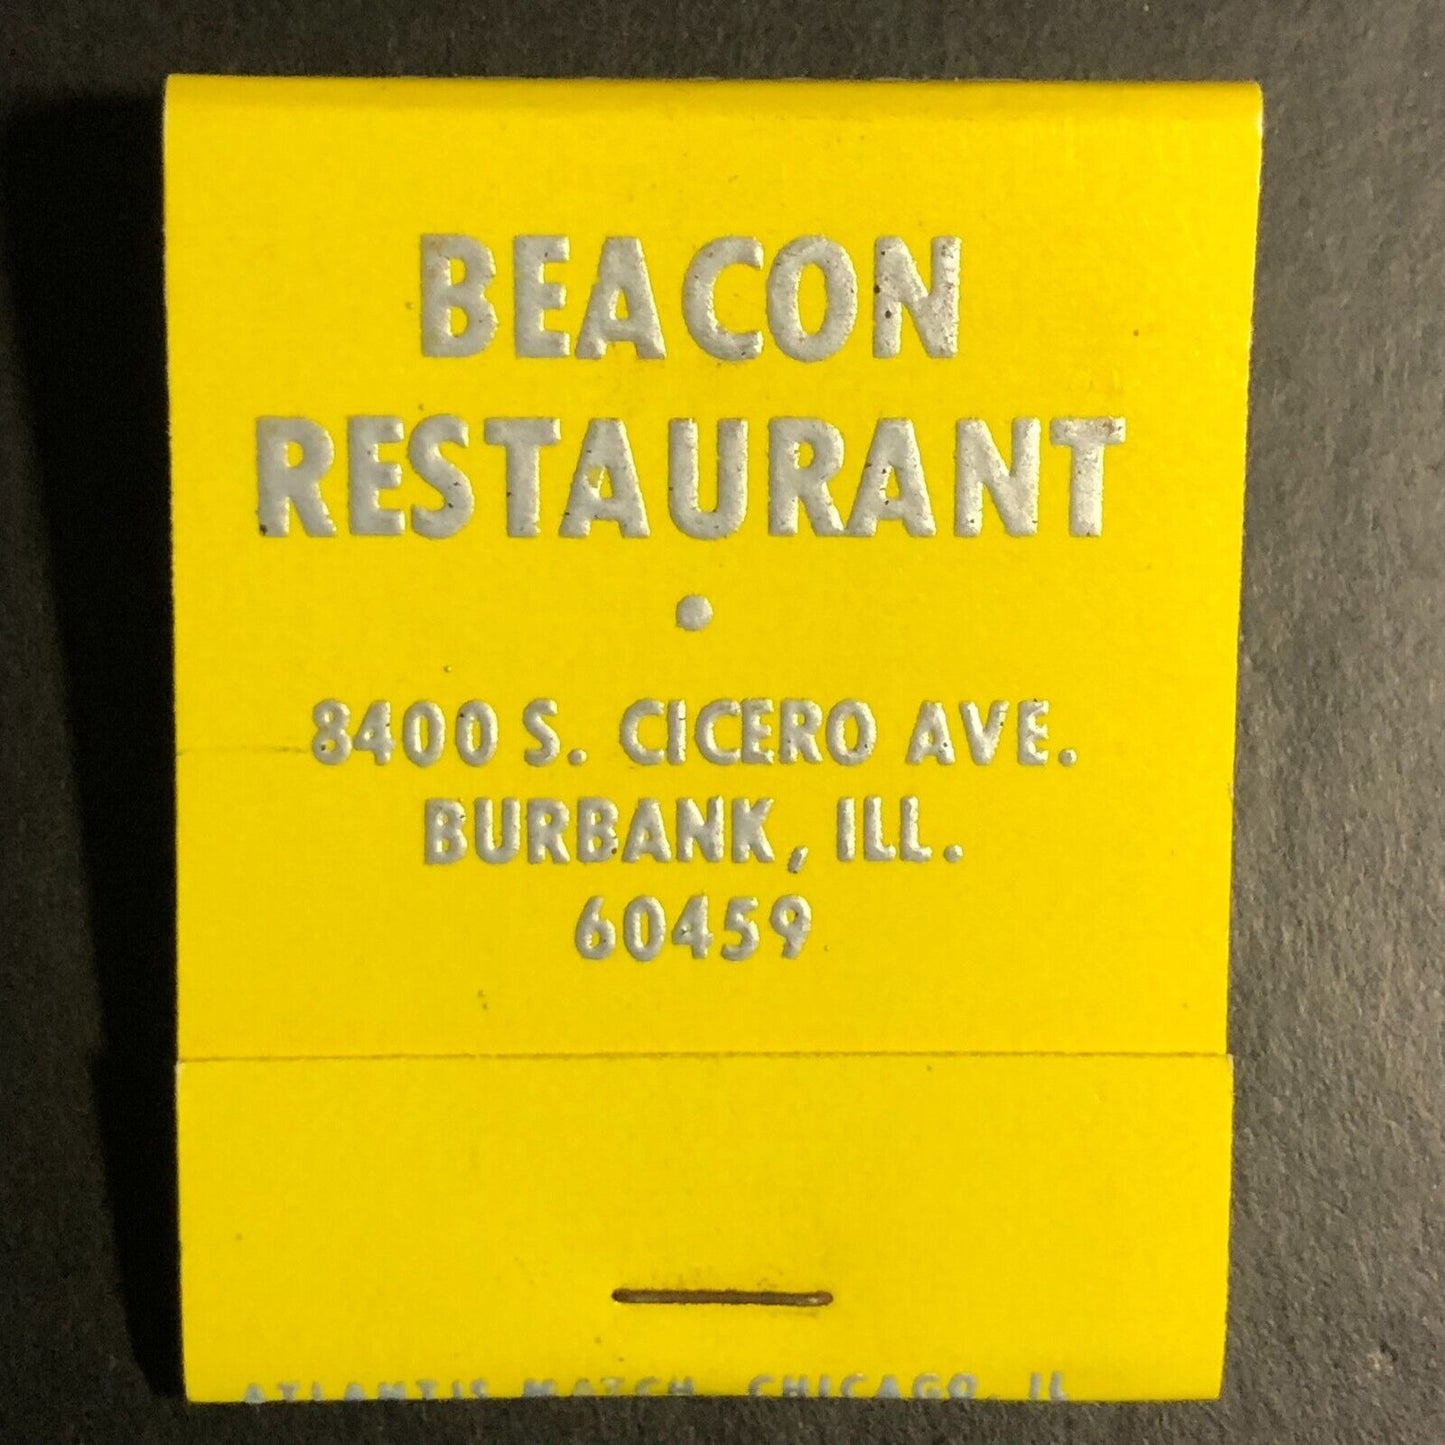 BEACON
RESTAURANT
•
8400 S. CICERO AVE.
BURBANK, ILL.
60459
ATLANTIS MATCH, CHICAGO, IL